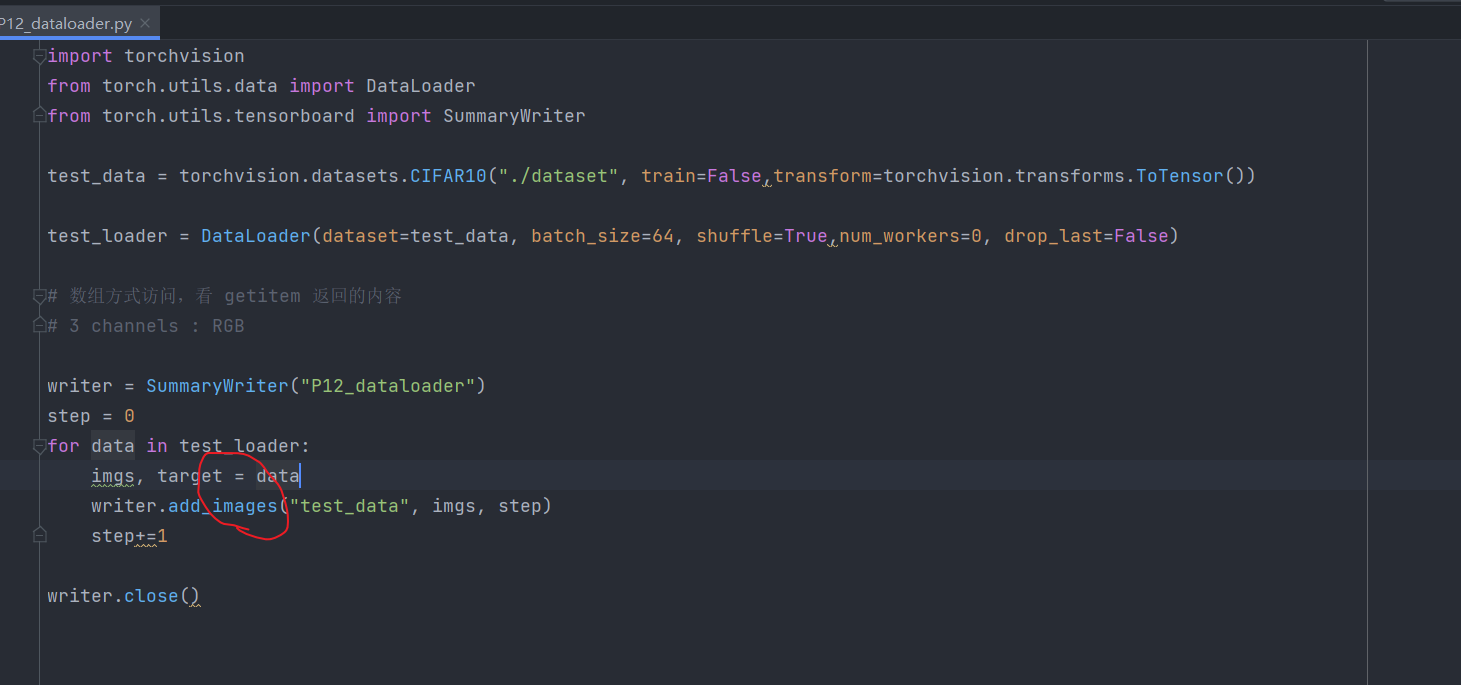 P12_dataloader.py
import torchvision
from torch.utils.data import DataLoader
from torch.utils.tensorboard import SummaryWriter
test_data = torchvision.datasets.CIFAR10("./dataset", train=False,transform=torchvision.transforms.ToTensor())
test_loader = DataLoader(dataset=test_data, batch_size=64, shuffle=True,num_workers=0, drop_last=False)
# 数组方式访问，看 getitem 返回的内容
# 3 channels : RGB
writer = SummaryWriter("P12_dataloader")
step = 0
for data in test_loader:
    imgs, target = data
    writer.add_images("test_data", imgs, step)
    step+=1
writer.close()